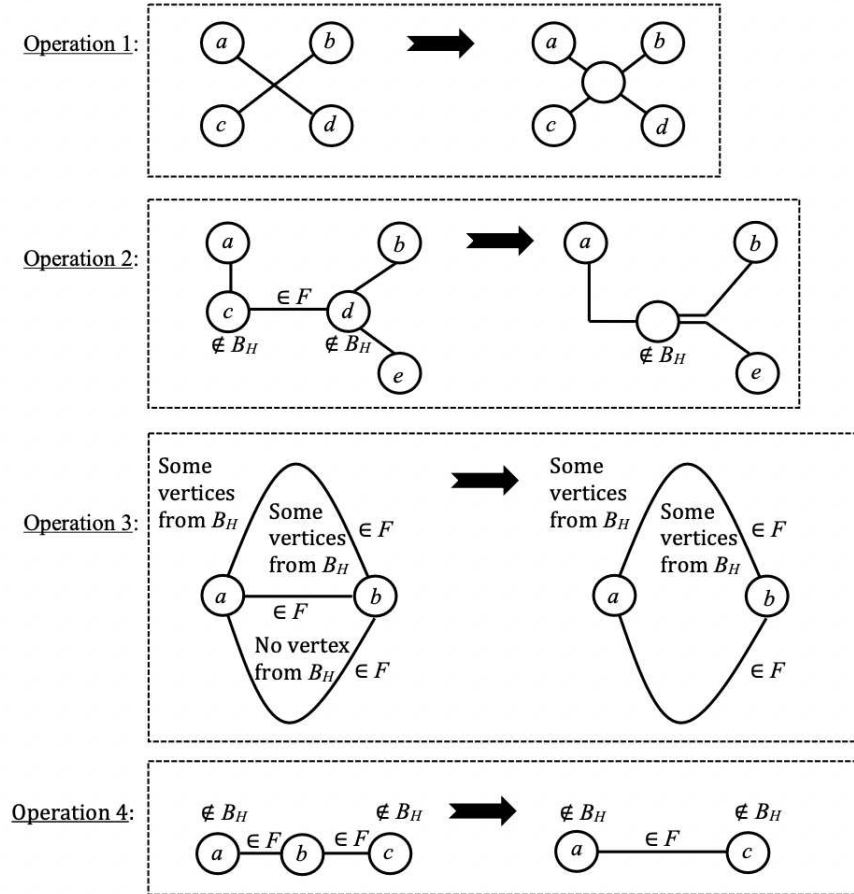 Operation 1:
a b a b
c d c d
Operation 2:
a b a b
∈ F
c d
∉ B_H ∉ B_H ∉ B_H
e e
Operation 3:
Some Some
vertices vertices
from B_H Some from B_H Some
vertices ∈ F vertices ∈ F
from B_H from B_H
a b a b
∈ F
No vertex
from B_H ∈ F ∈ F
Operation 4:
∉ B_H ∉ B_H ∉ B_H ∉ B_H
∈ F ∈ F ∈ F
a b c a c